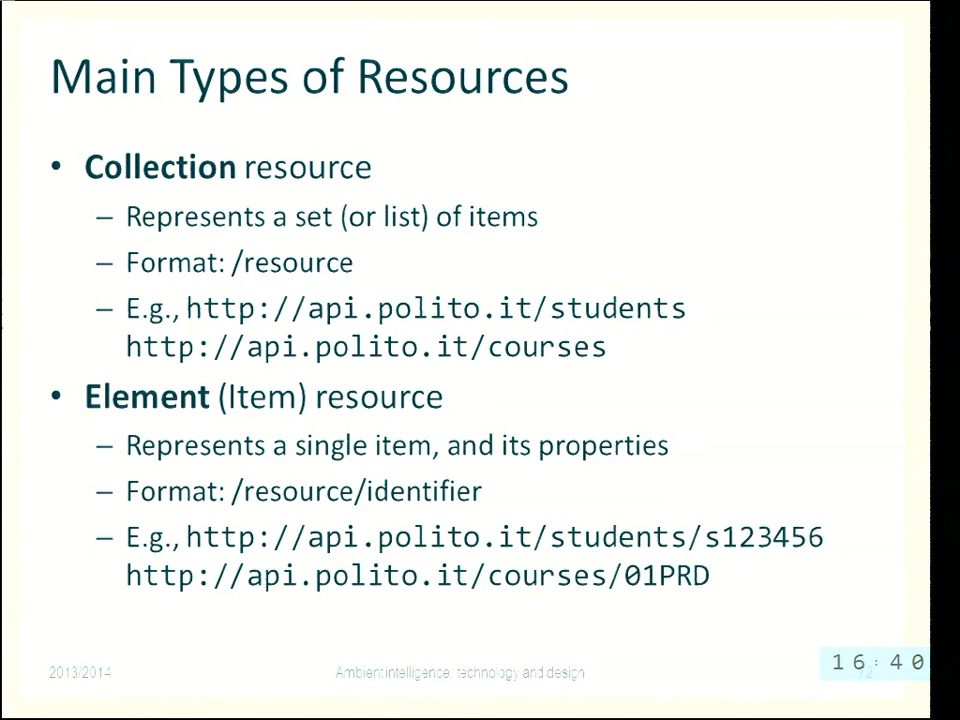 Main Types of Resources
• Collection resource
– Represents a set (or list) of items
– Format: /resource
– E.g., http://api.polito.it/students
http://api.polito.it/courses
• Element (Item) resource
– Represents a single item, and its properties
– Format: /resource/identifier
– E.g., http://api.polito.it/students/s123456
http://api.polito.it/courses/01PRD
2013/2014
Ambient intelligence: technology and design
16:40